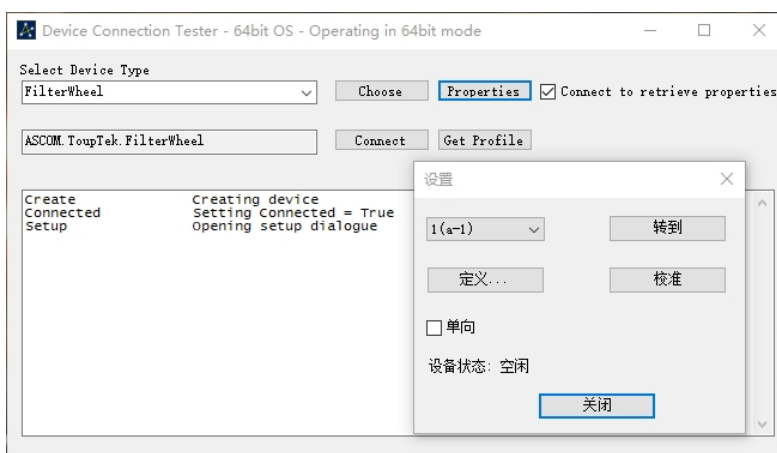 Device Connection Tester - 64bit OS - Operating in 64bit mode
Select Device Type
FilterWheel
Choose
Properties
Connect to retrieve properties
ASCOM.ToupTek.FilterWheel
Connect
Get Profile
Create Creating device
Connected Setting Connected = True
Setup Opening setup dialogue
设置
1(a-1)
转到
定义...
校准
单向
设备状态: 空闲
关闭